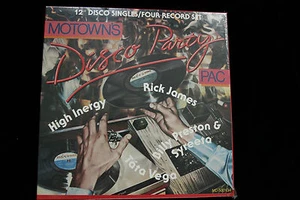 12" DISCO SINGLES/FOUR RECORD SET
MOTOWN'S
Disco Party
PAC
Rick James
High Inergy
Billy Preston &
Syreeta
Tata Vega